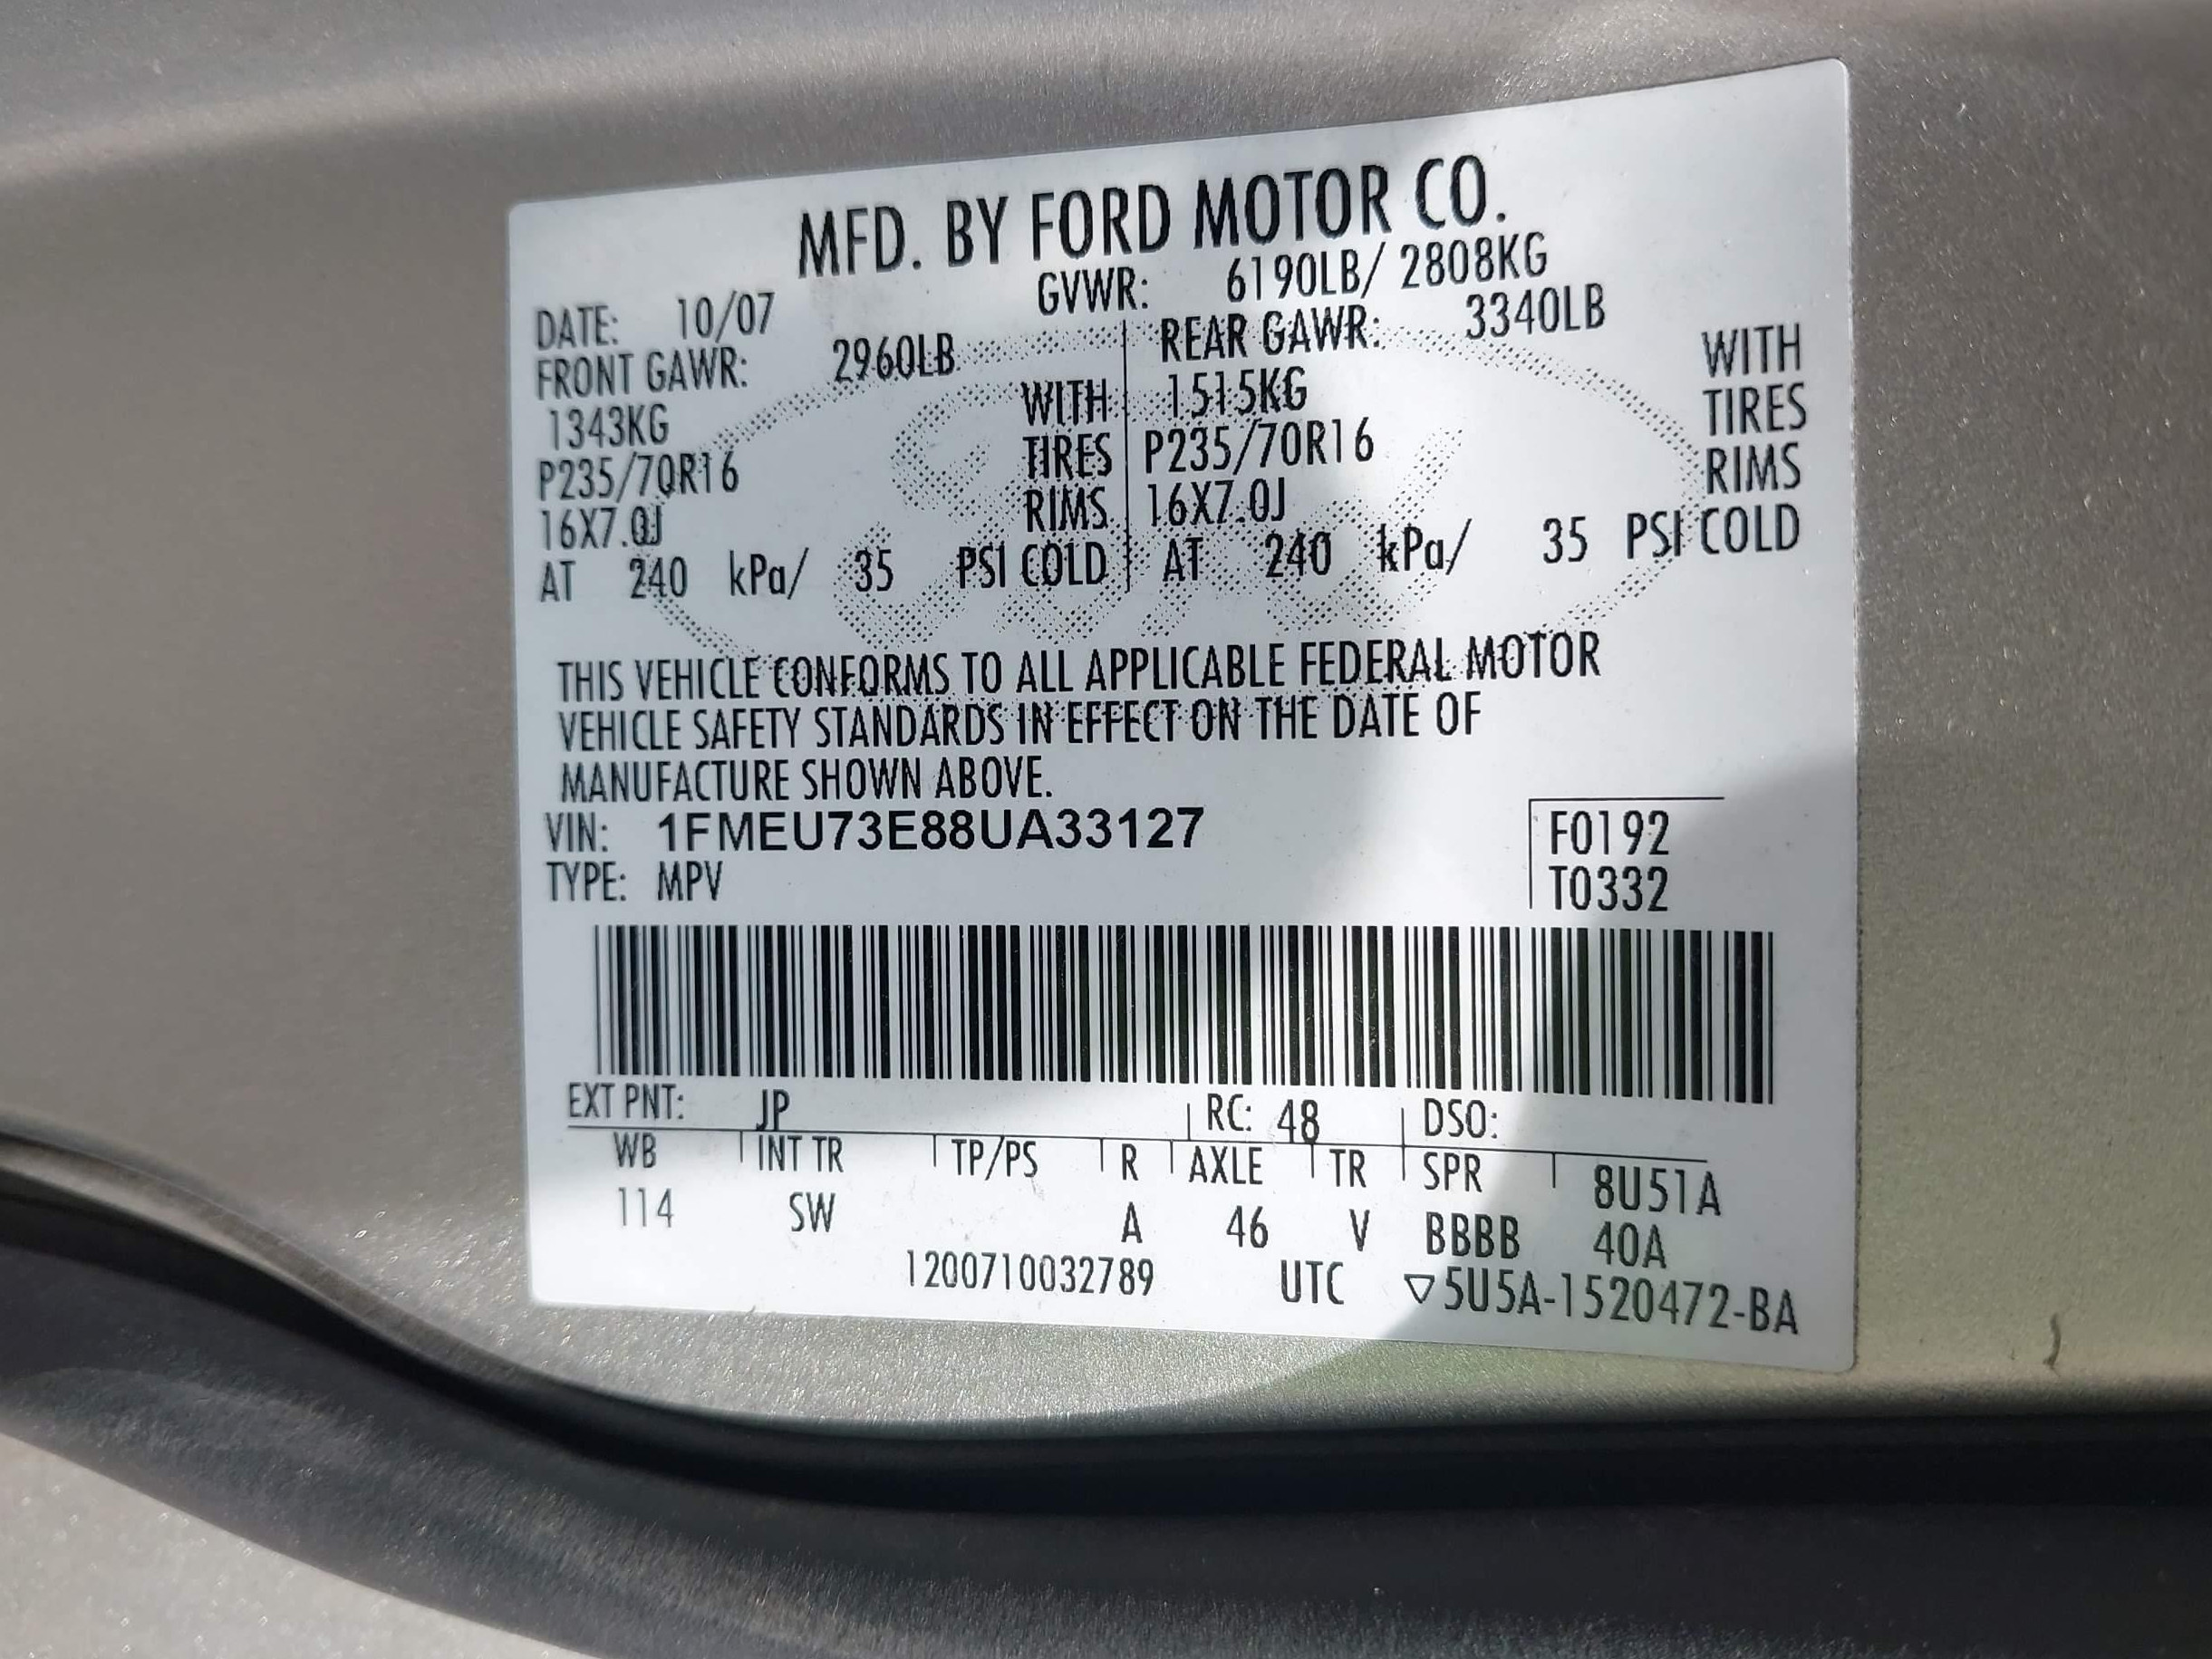 MFD. BY FORD MOTOR CO.
DATE: 10/07 GVWR: 6190LB/ 2808KG
FRONT GAWR: 2960LB REAR GAWR: 3340LB
1343KG WITH 1515KG WITH
P235/70R16 TIRES P235/70R16 TIRES
16X7.0J RIMS 16X7.0J RIMS
AT 240 kPa/ 35 PSI COLD AT 240 kPa/ 35 PSI COLD
THIS VEHICLE CONFORMS TO ALL APPLICABLE FEDERAL MOTOR
VEHICLE SAFETY STANDARDS IN EFFECT ON THE DATE OF
MANUFACTURE SHOWN ABOVE.
VIN: 1FMEU73E88UA33127 F0192
TYPE: MPV T0332
EXT PNT: JP RC: 48 DSO:
WB INT TR TP/PS R AXLE TR SPR 8U51A
114 SW A 46 V BBBB 40A
1200710032789 UTC ▽5U5A-1520472-BA